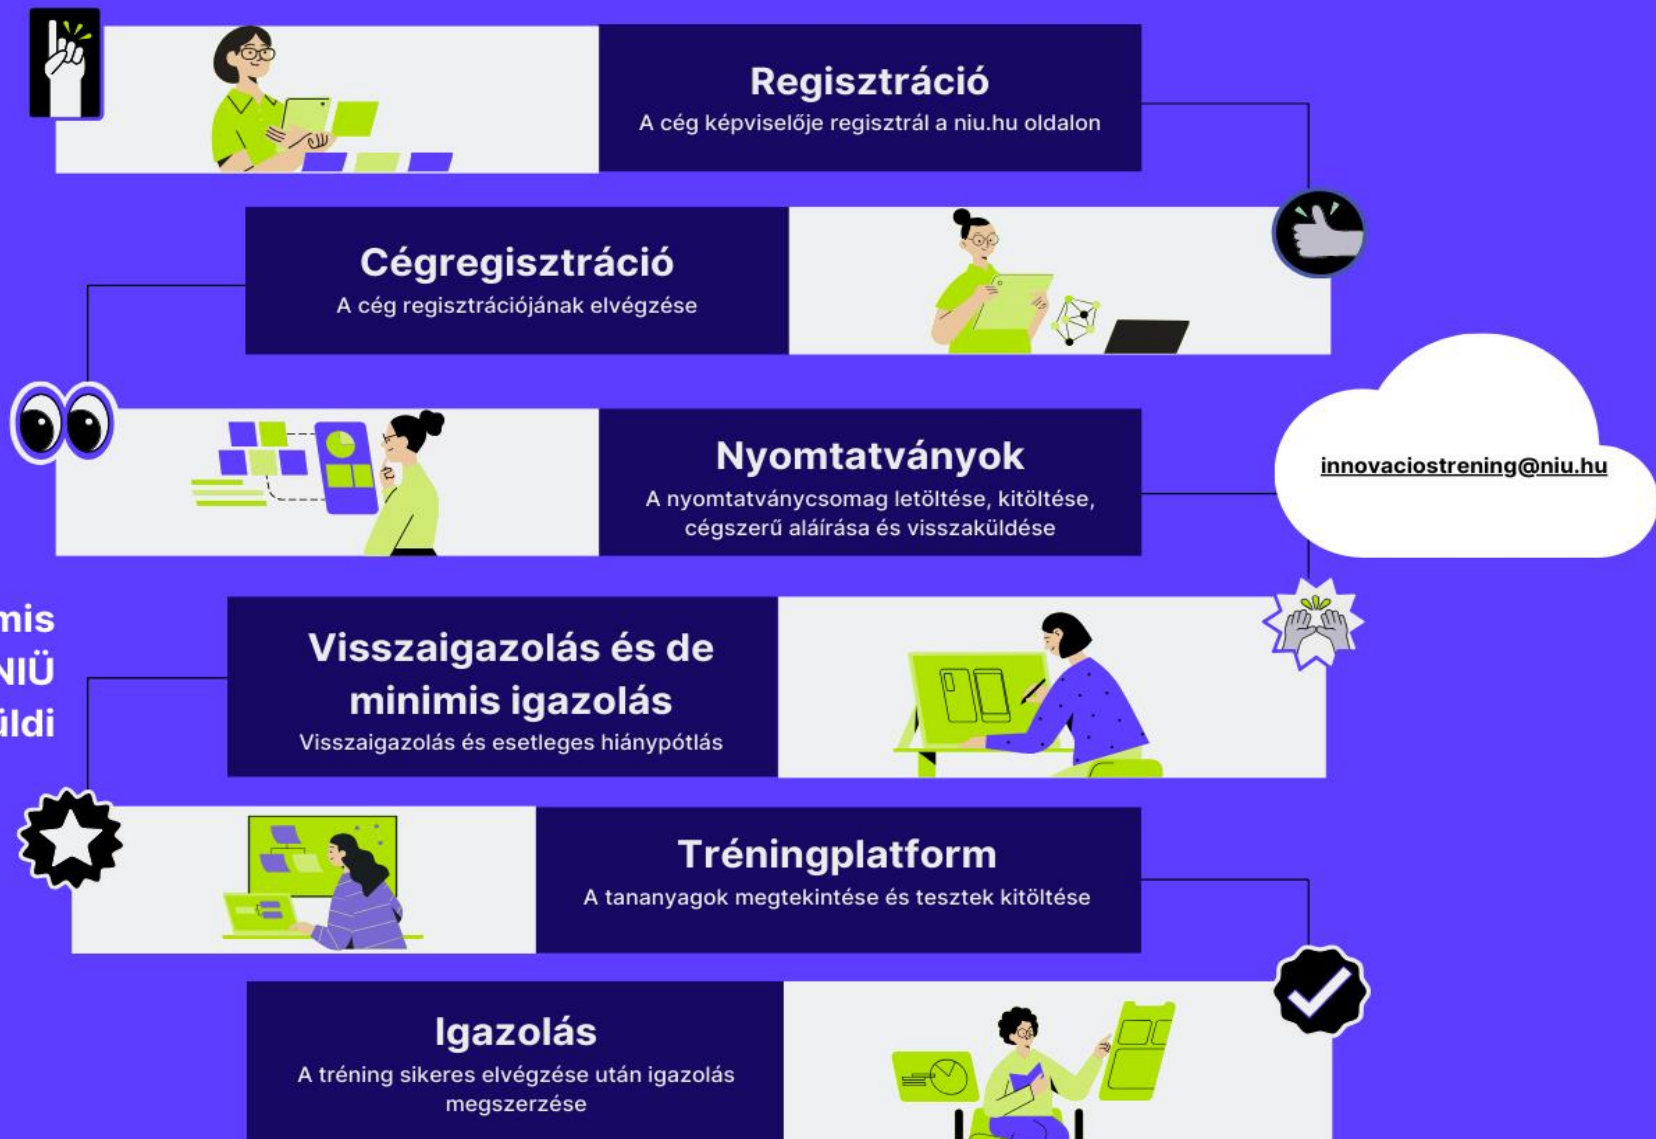 Regisztráció
A cég képviselője regisztrál a niu.hu oldalon
Cégregisztráció
A cég regisztrációjának elvégzése
Nyomtatványok
A nyomtatványcsomag letöltése, kitöltése,
cégszerű aláírása és visszaküldése
innovaciostrening@niu.hu
NIÜ
Visszaigazolás és de
minimis igazolás
Visszaigazolás és esetleges hiánypótlás
Tréningplatform
A tananyagok megtekintése és tesztek kitöltése
Igazolás
A tréning sikeres elvégzése után igazolás
megszerzése